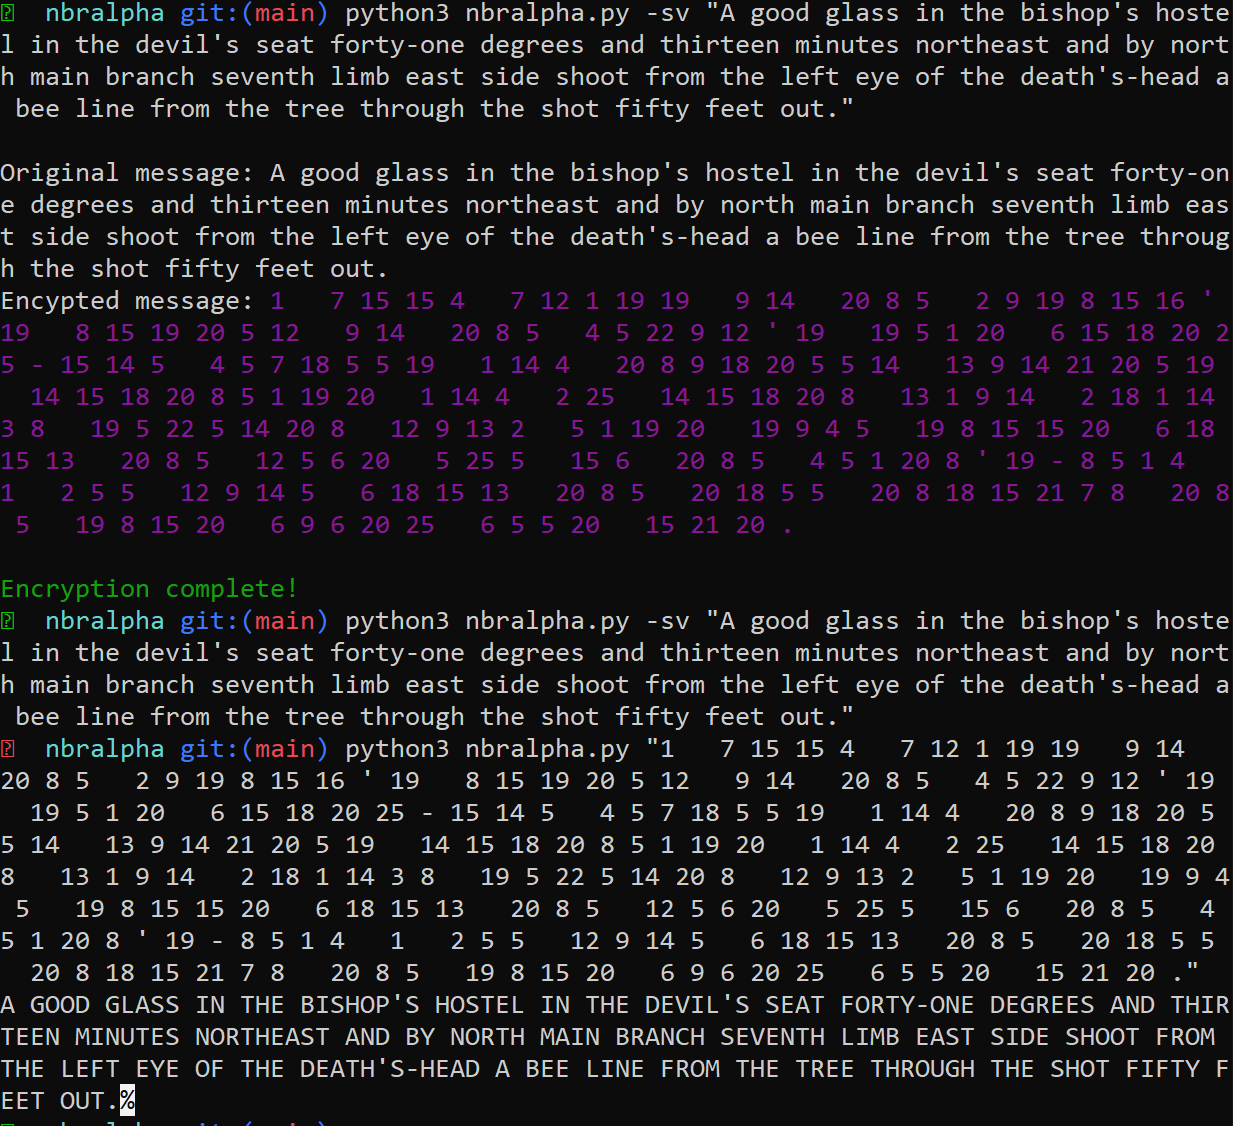 nbralpha git:(main) python3 nbralpha.py -sv "A good glass in the bishop's hoste
l in the devil's seat forty-one degrees and thirteen minutes northeast and by nort
h main branch seventh limb east side shoot from the left eye of the death's-head a
 bee line from the tree through the shot fifty feet out."
Original message: A good glass in the bishop's hostel in the devil's seat forty-on
e degrees and thirteen minutes northeast and by north main branch seventh limb eas
t side shoot from the left eye of the death's-head a bee line from the tree throug
h the shot fifty feet out.
Encypted message: 1   7 15 15 4   7 12 1 19 19   9 14   20 8 5   2 9 19 8 15 16 '
19   8 15 19 20 5 12   9 14   20 8 5   4 5 22 9 12 ' 19   19 5 1 20   6 15 18 20 2
5 - 15 14 5   4 5 7 18 5 5 19   1 14 4   20 8 9 18 20 5 5 14   13 9 14 21 20 5 19
  14 15 18 20 8 5 1 19 20   1 14 4   2 25   14 15 18 20 8   13 1 9 14   2 18 1 14
3 8   19 5 22 5 14 20 8   12 9 13 2   5 1 19 20   19 9 4 5   19 8 15 15 20   6 18
15 13   20 8 5   12 5 6 20   5 25 5   15 6   20 8 5   4 5 1 20 8 ' 19 - 8 5 1 4
1   2 5 5   12 9 14 5   6 18 15 13   20 8 5   20 18 5 5   20 8 18 15 21 7 8   20 8
 5   19 8 15 20   6 9 6 20 25   6 5 5 20   15 21 20 .
Encryption complete!
nbralpha git:(main) python3 nbralpha.py -sv "A good glass in the bishop's hoste
l in the devil's seat forty-one degrees and thirteen minutes northeast and by nort
h main branch seventh limb east side shoot from the left eye of the death's-head a
 bee line from the tree through the shot fifty feet out."
nbralpha git:(main) python3 nbralpha.py "1   7 15 15 4   7 12 1 19 19   9 14
20 8 5   2 9 19 8 15 16 ' 19   8 15 19 20 5 12   9 14   20 8 5   4 5 22 9 12 ' 19
  19 5 1 20   6 15 18 20 25 - 15 14 5   4 5 7 18 5 5 19   1 14 4   20 8 9 18 20 5
5 14   13 9 14 21 20 5 19   14 15 18 20 8 5 1 19 20   1 14 4   2 25   14 15 18 20
8   13 1 9 14   2 18 1 14 3 8   19 5 22 5 14 20 8   12 9 13 2   5 1 19 20   19 9 4
 5   19 8 15 15 20   6 18 15 13   20 8 5   12 5 6 20   5 25 5   15 6   20 8 5   4
5 1 20 8 ' 19 - 8 5 1 4   1   2 5 5   12 9 14 5   6 18 15 13   20 8 5   20 18 5 5
  20 8 18 15 21 7 8   20 8 5   19 8 15 20   6 9 6 20 25   6 5 5 20   15 21 20 ."
A GOOD GLASS IN THE BISHOP'S HOSTEL IN THE DEVIL'S SEAT FORTY-ONE DEGREES AND THIR
TEEN MINUTES NORTHEAST AND BY NORTH MAIN BRANCH SEVENTH LIMB EAST SIDE SHOOT FROM
THE LEFT EYE OF THE DEATH'S-HEAD A BEE LINE FROM THE TREE THROUGH THE SHOT FIFTY F
EET OUT.%